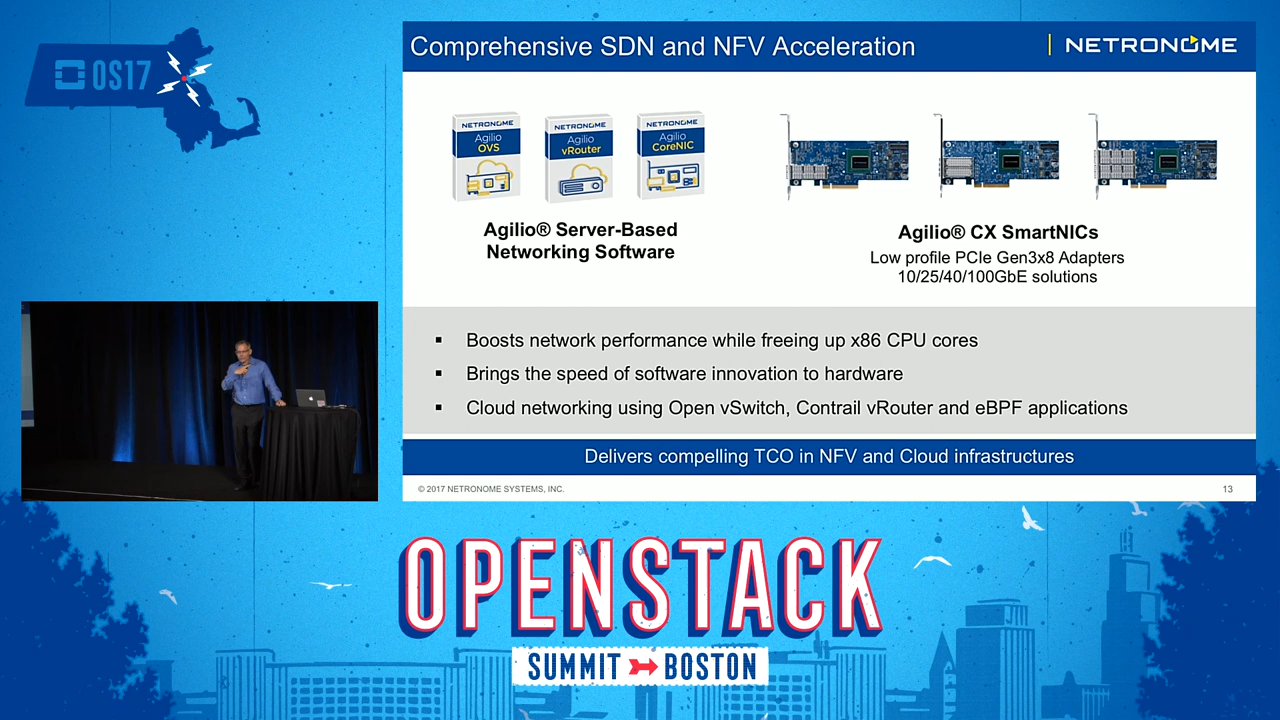 OS17
Comprehensive SDN and NFV Acceleration
NETRONOME
NETRONOME
Agilio
OVS
NETRONOME
Agilio
vRouter
NETRONOME
Agilio
CoreNIC
Agilio® Server-Based
Networking Software
Agilio® CX SmartNICs
Low profile PCIe Gen3x8 Adapters
10/25/40/100GbE solutions
▪ Boosts network performance while freeing up x86 CPU cores
▪ Brings the speed of software innovation to hardware
▪ Cloud networking using Open vSwitch, Contrail vRouter and eBPF applications
Delivers compelling TCO in NFV and Cloud infrastructures
© 2017 NETRONOME SYSTEMS, INC.
13
OPENSTACK
SUMMIT BOSTON